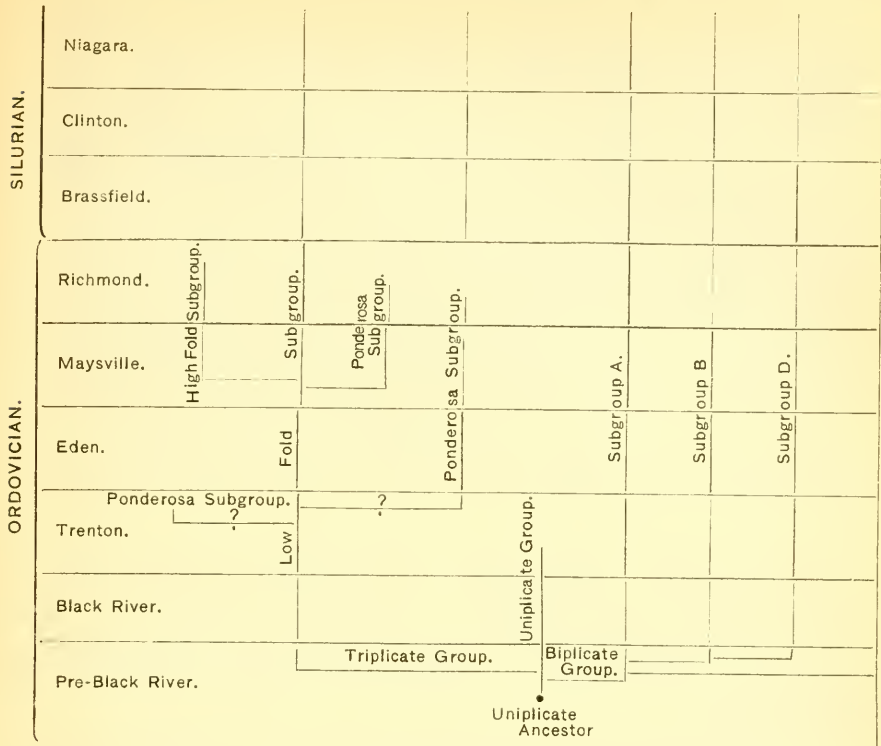 SILURIAN.
Niagara.
Clinton.
Brassfield.
ORDOVICIAN.
Richmond.
Maysville.
Eden.
Trenton.
Black River.
Pre-Black River.
High Fold Subgroup.
Low Fold Subgroup.
Ponderosa
Subgroup.
Ponderosa Subgroup.
Ponderosa Subgroup.
?
?
Uniplicate Group.
Subgroup A.
Subgroup B
Subgroup D.
Triplicate Group.
Biplicate
Group.
Uniplicate
Ancestor